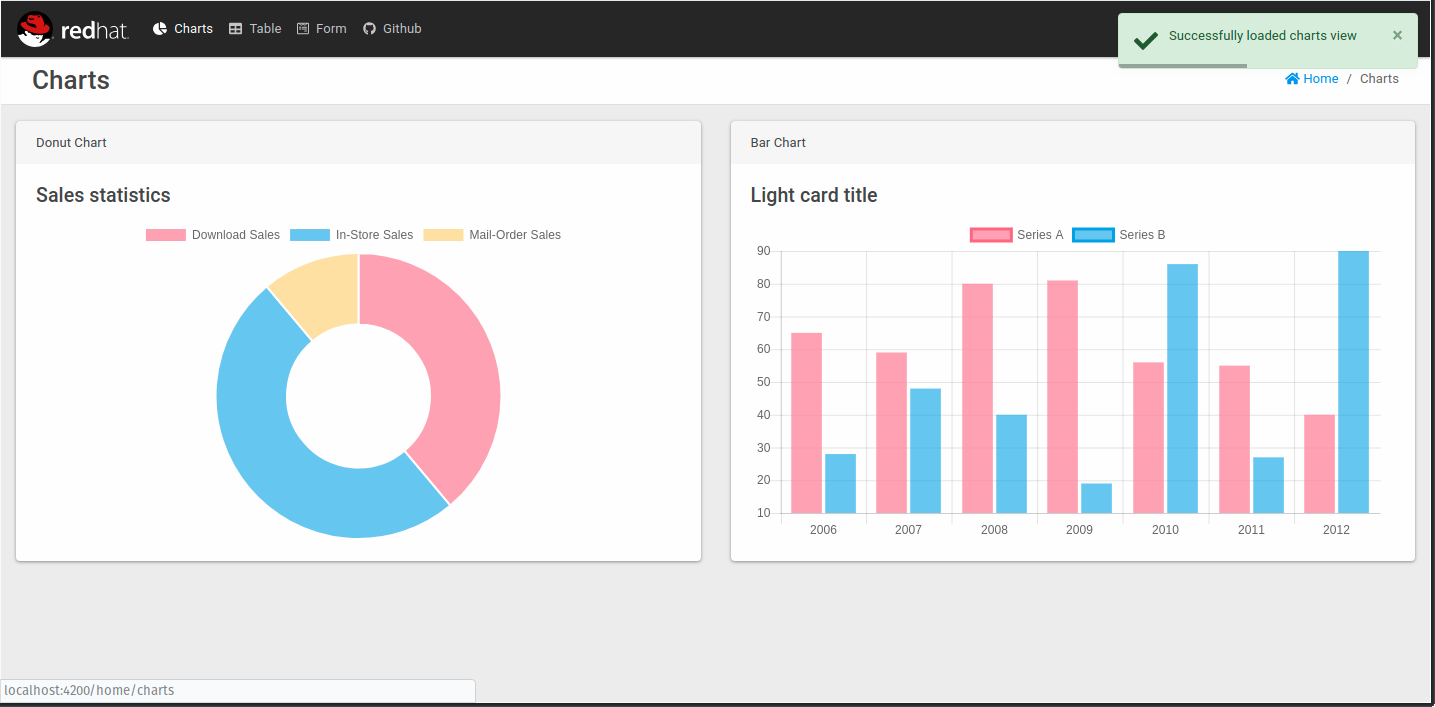 redhat. Charts Table Form Github
Successfully loaded charts view ×
Charts
Home / Charts
Donut Chart
Sales statistics
Download Sales In-Store Sales Mail-Order Sales
Bar Chart
Light card title
Series A Series B
90
80
70
60
50
40
30
20
10
2006 2007 2008 2009 2010 2011 2012
localhost:4200/home/charts